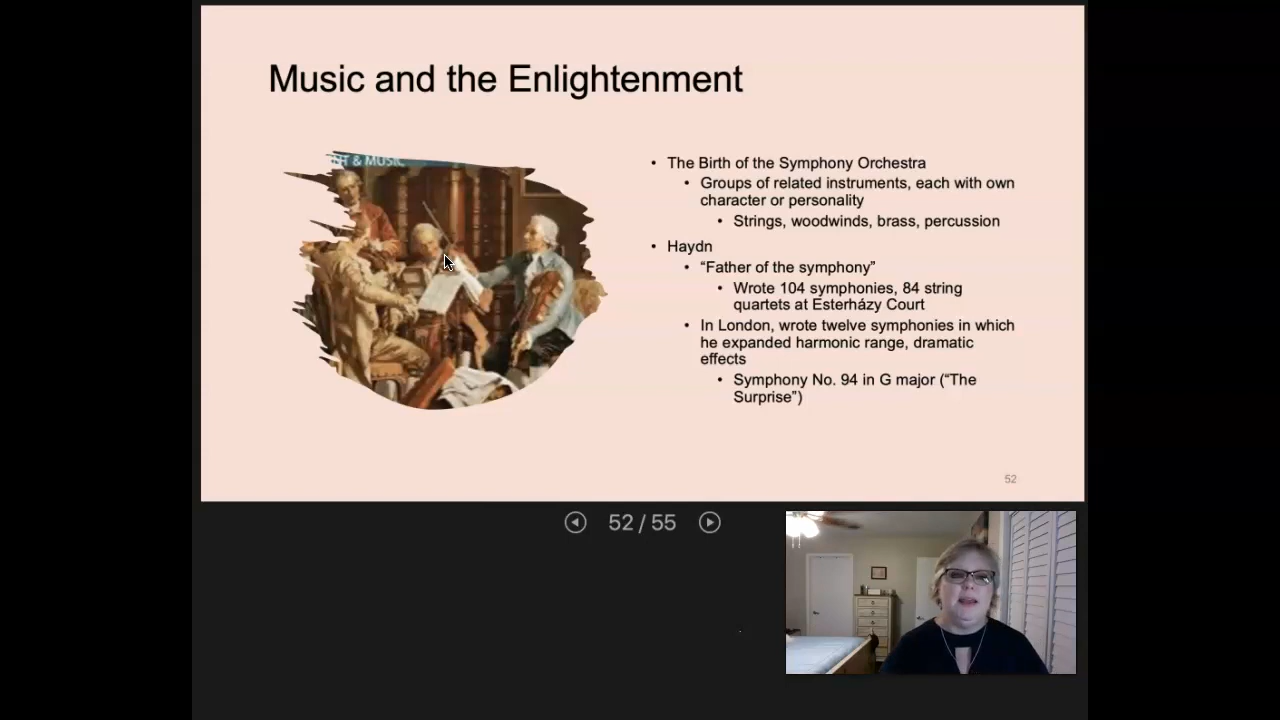 Music and the Enlightenment
& MUSIC
• The Birth of the Symphony Orchestra
• Groups of related instruments, each with own
character or personality
• Strings, woodwinds, brass, percussion
• Haydn
• “Father of the symphony”
• Wrote 104 symphonies, 84 string
quartets at Esterházy Court
• In London, wrote twelve symphonies in which
he expanded harmonic range, dramatic
effects
• Symphony No. 94 in G major (“The
Surprise”)
52
52 / 55